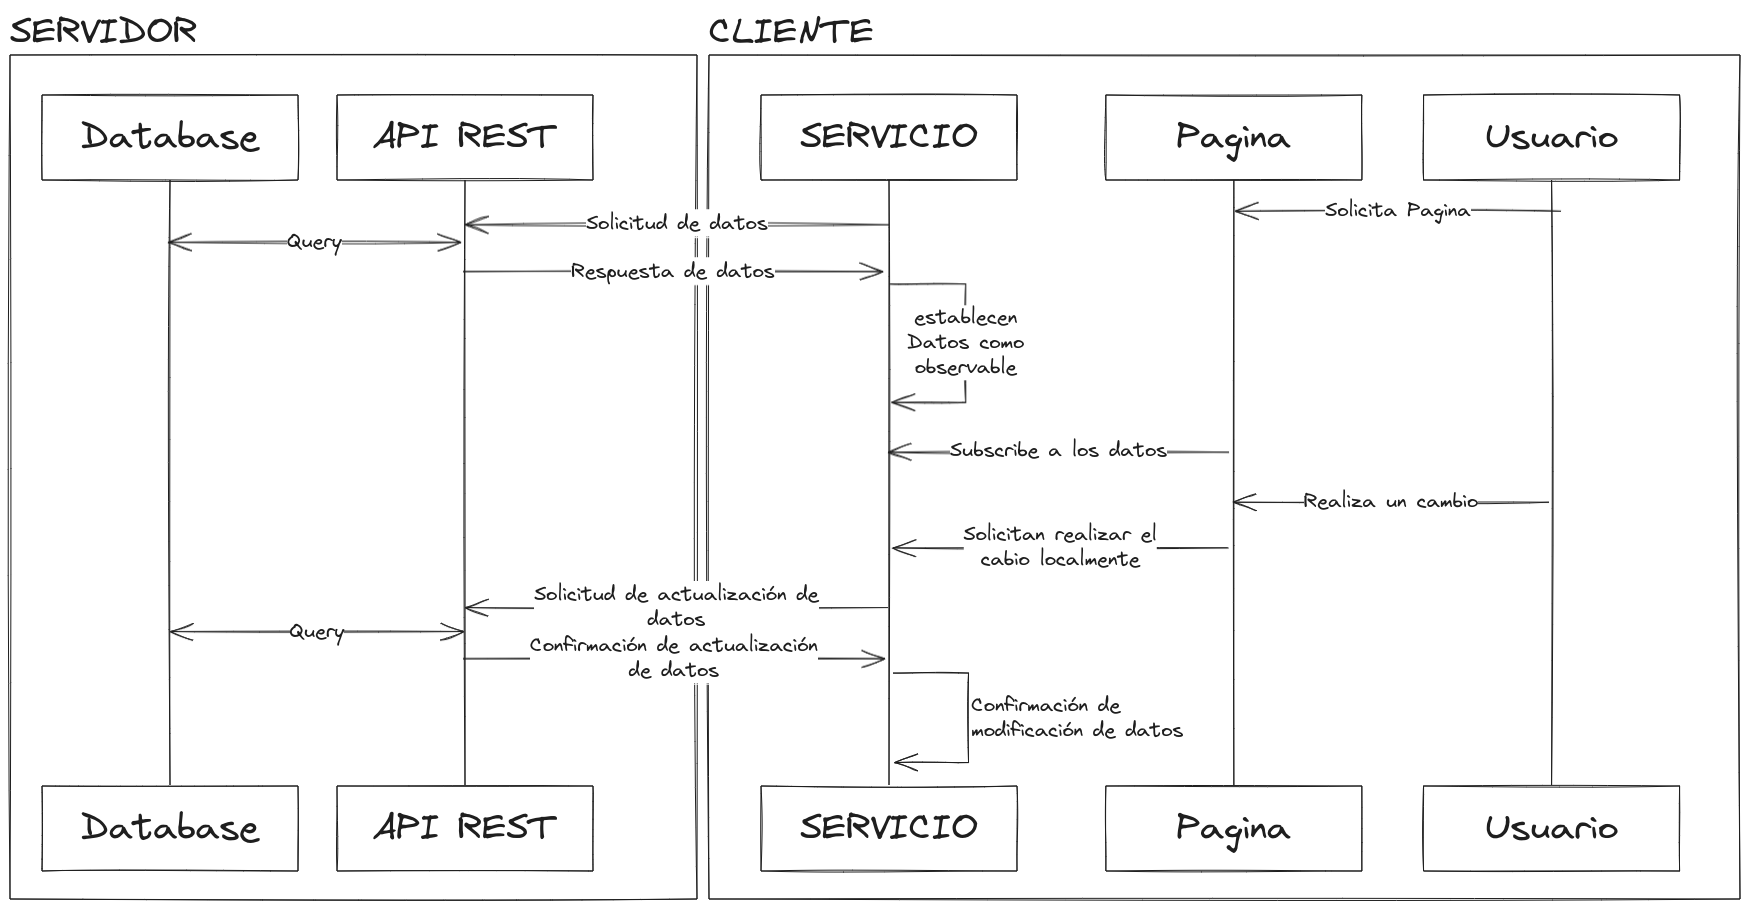 SERVIDOR
CLIENTE
Database
API REST
SERVICIO
Pagina
Usuario
Solicita Pagina
Solicitud de datos
Query
Respuesta de datos
establecen
Datos como
observable
Subscribe a los datos
Realiza un cambio
Solicitan realizar el
cabio localmente
Solicitud de actualización de
datos
Query
Confirmación de actualización
de datos
Confirmación de
modificación de datos
Database
API REST
SERVICIO
Pagina
Usuario